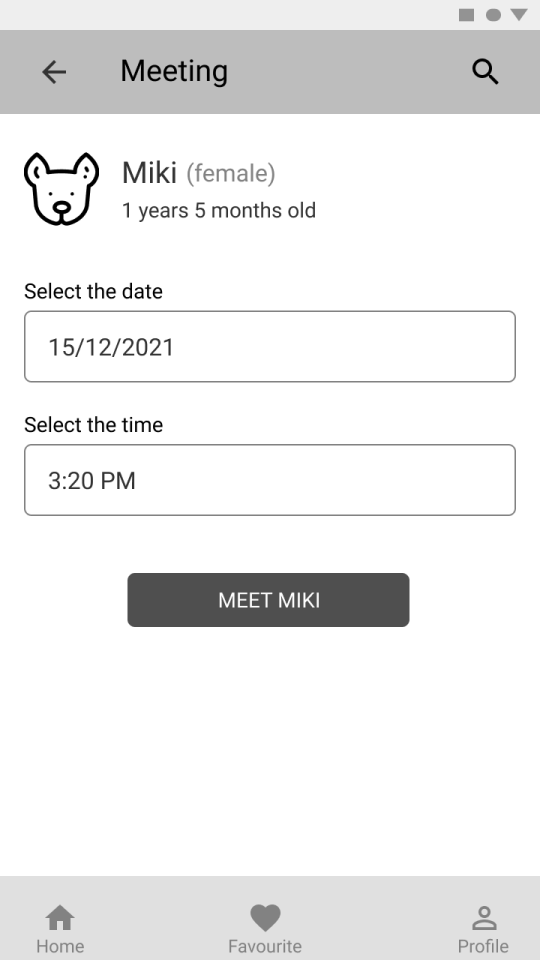 Meeting
Miki (female)
1 years 5 months old
Select the date
15/12/2021
Select the time
3:20 PM
MEET MIKI
Home Favourite Profile